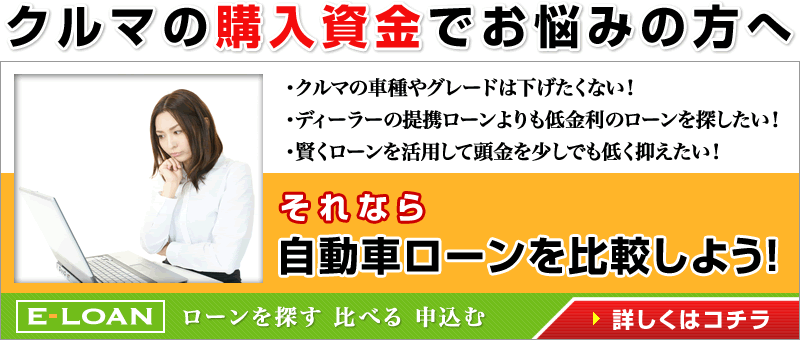 クルマの購入資金でお悩みの方へ
・クルマの車種やグレードは下げたくない！
・ディーラーの提携ローンよりも低金利のローンを探したい！
・賢くローンを活用して頭金を少しでも低く抑えたい！
それなら
自動車ローンを比較しよう！
E-LOAN ローンを探す 比べる 申込む
詳しくはコチラ